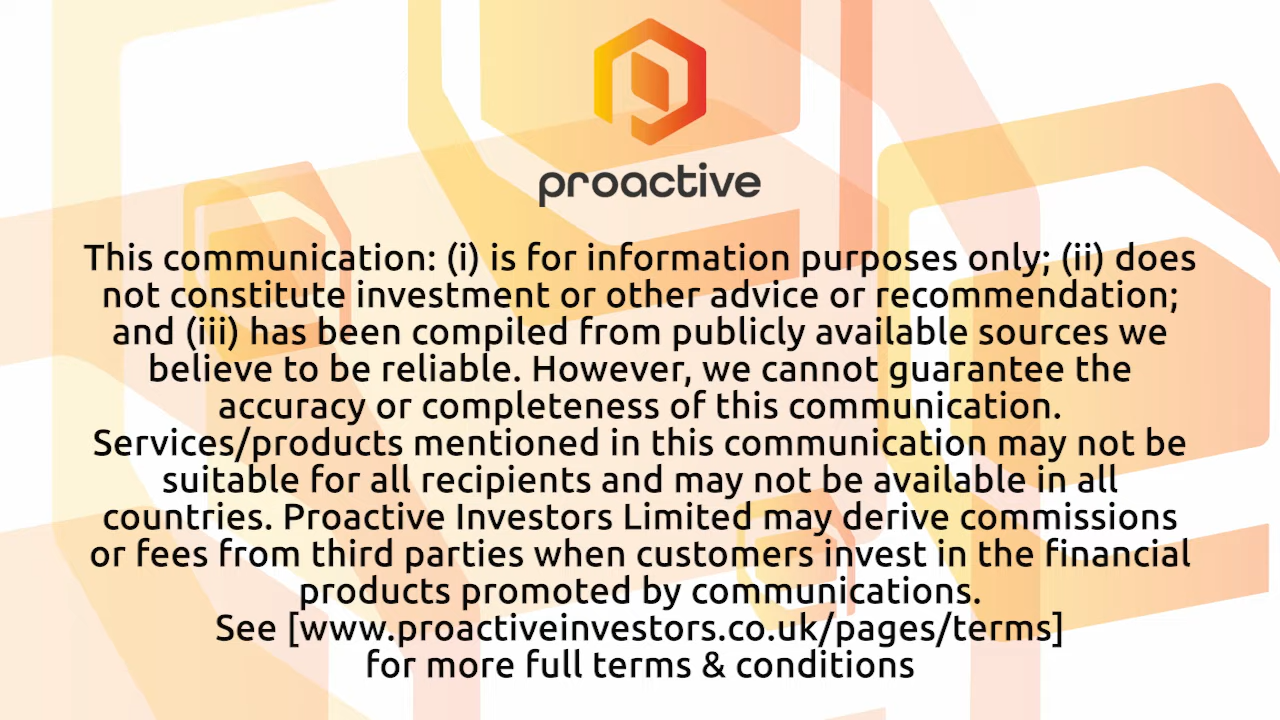 proactive
This communication: (i) is for information purposes only; (ii) does
not constitute investment or other advice or recommendation;
and (iii) has been compiled from publicly available sources we
believe to be reliable. However, we cannot guarantee the
accuracy or completeness of this communication.
Services/products mentioned in this communication may not be
suitable for all recipients and may not be available in all
countries. Proactive Investors Limited may derive commissions
or fees from third parties when customers invest in the financial
products promoted by communications.
See [www.proactiveinvestors.co.uk/pages/terms]
for more full terms & conditions